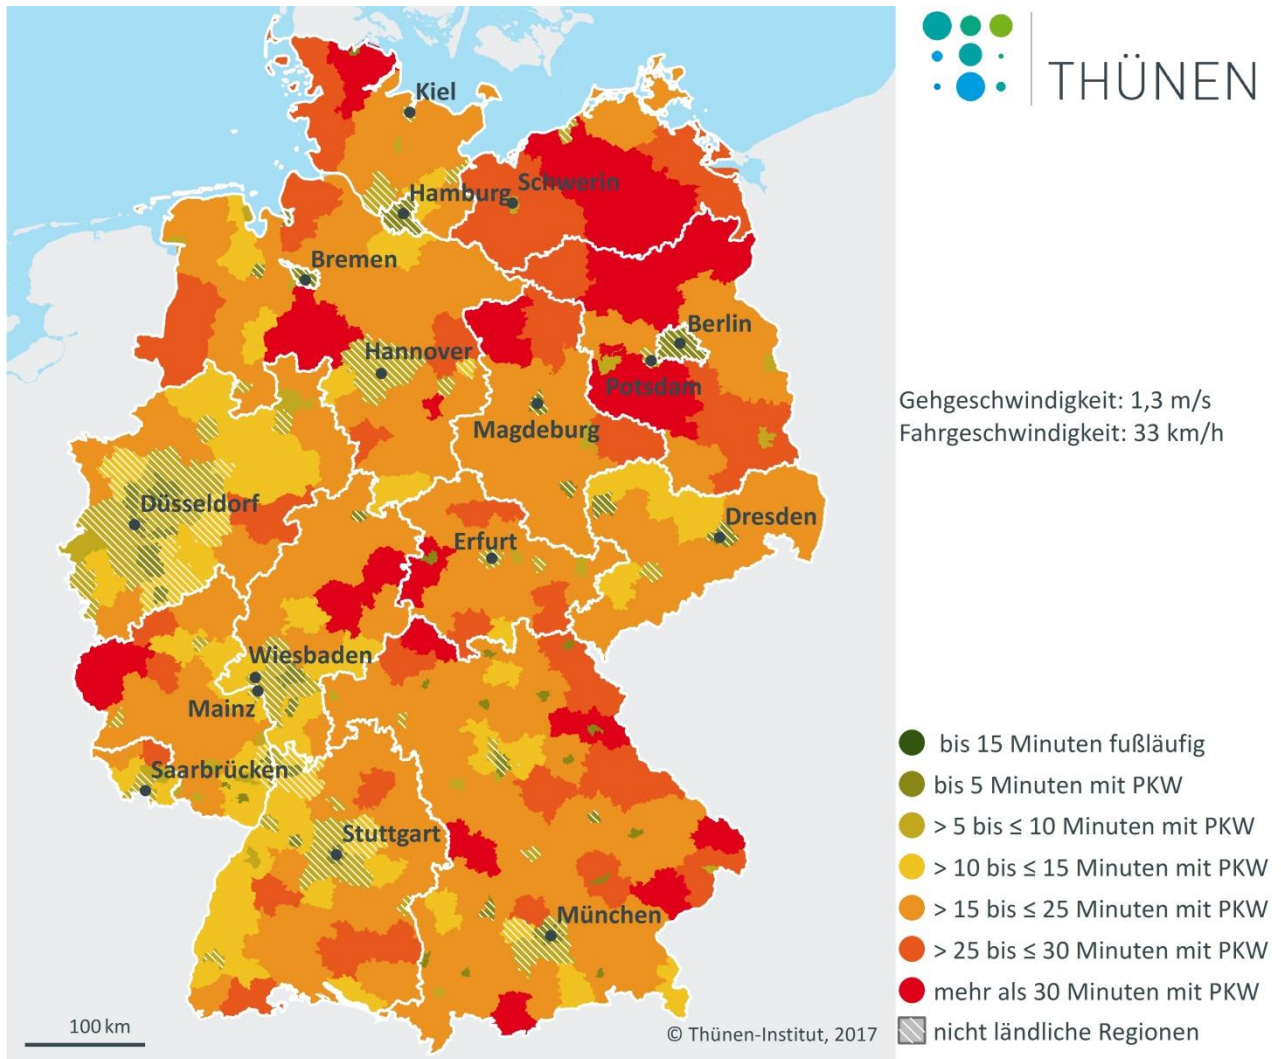 THÜNEN
Kiel
Hamburg
Schwerin
Bremen
Berlin
Hannover
Potsdam
Magdeburg
Düsseldorf
Dresden
Erfurt
Wiesbaden
Mainz
Saarbrücken
Stuttgart
München
Gehgeschwindigkeit: 1,3 m/s
Fahrgeschwindigkeit: 33 km/h
bis 15 Minuten fußläufig
bis 5 Minuten mit PKW
> 5 bis ≤ 10 Minuten mit PKW
> 10 bis ≤ 15 Minuten mit PKW
> 15 bis ≤ 25 Minuten mit PKW
> 25 bis ≤ 30 Minuten mit PKW
mehr als 30 Minuten mit PKW
nicht ländliche Regionen
100 km
© Thünen-Institut, 2017